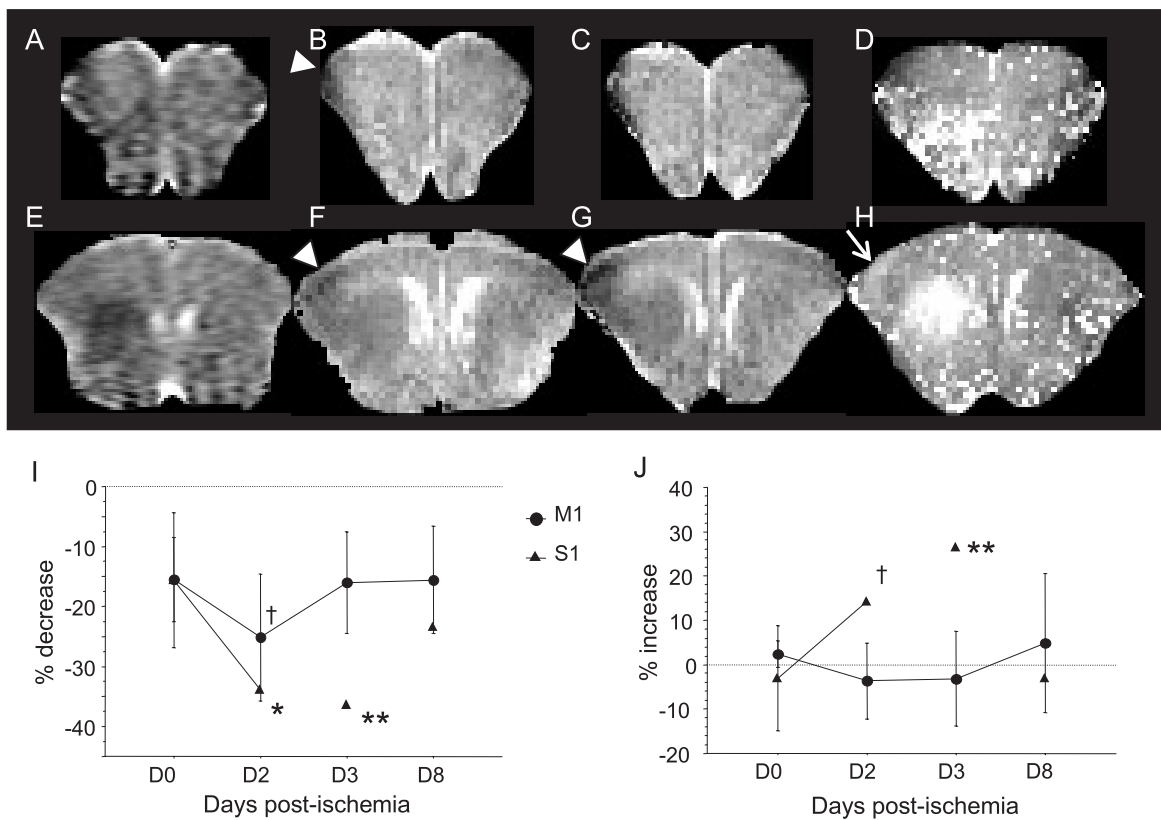 A B C D
E F G H
I
0
-10
-20
-30
-40
% decrease
†
*
**
D0 D2 D3 D8
Days post-ischemia
M1
S1
J
40
30
20
10
0
-10
-20
% increase
†
**
D0 D2 D3 D8
Days post-ischemia